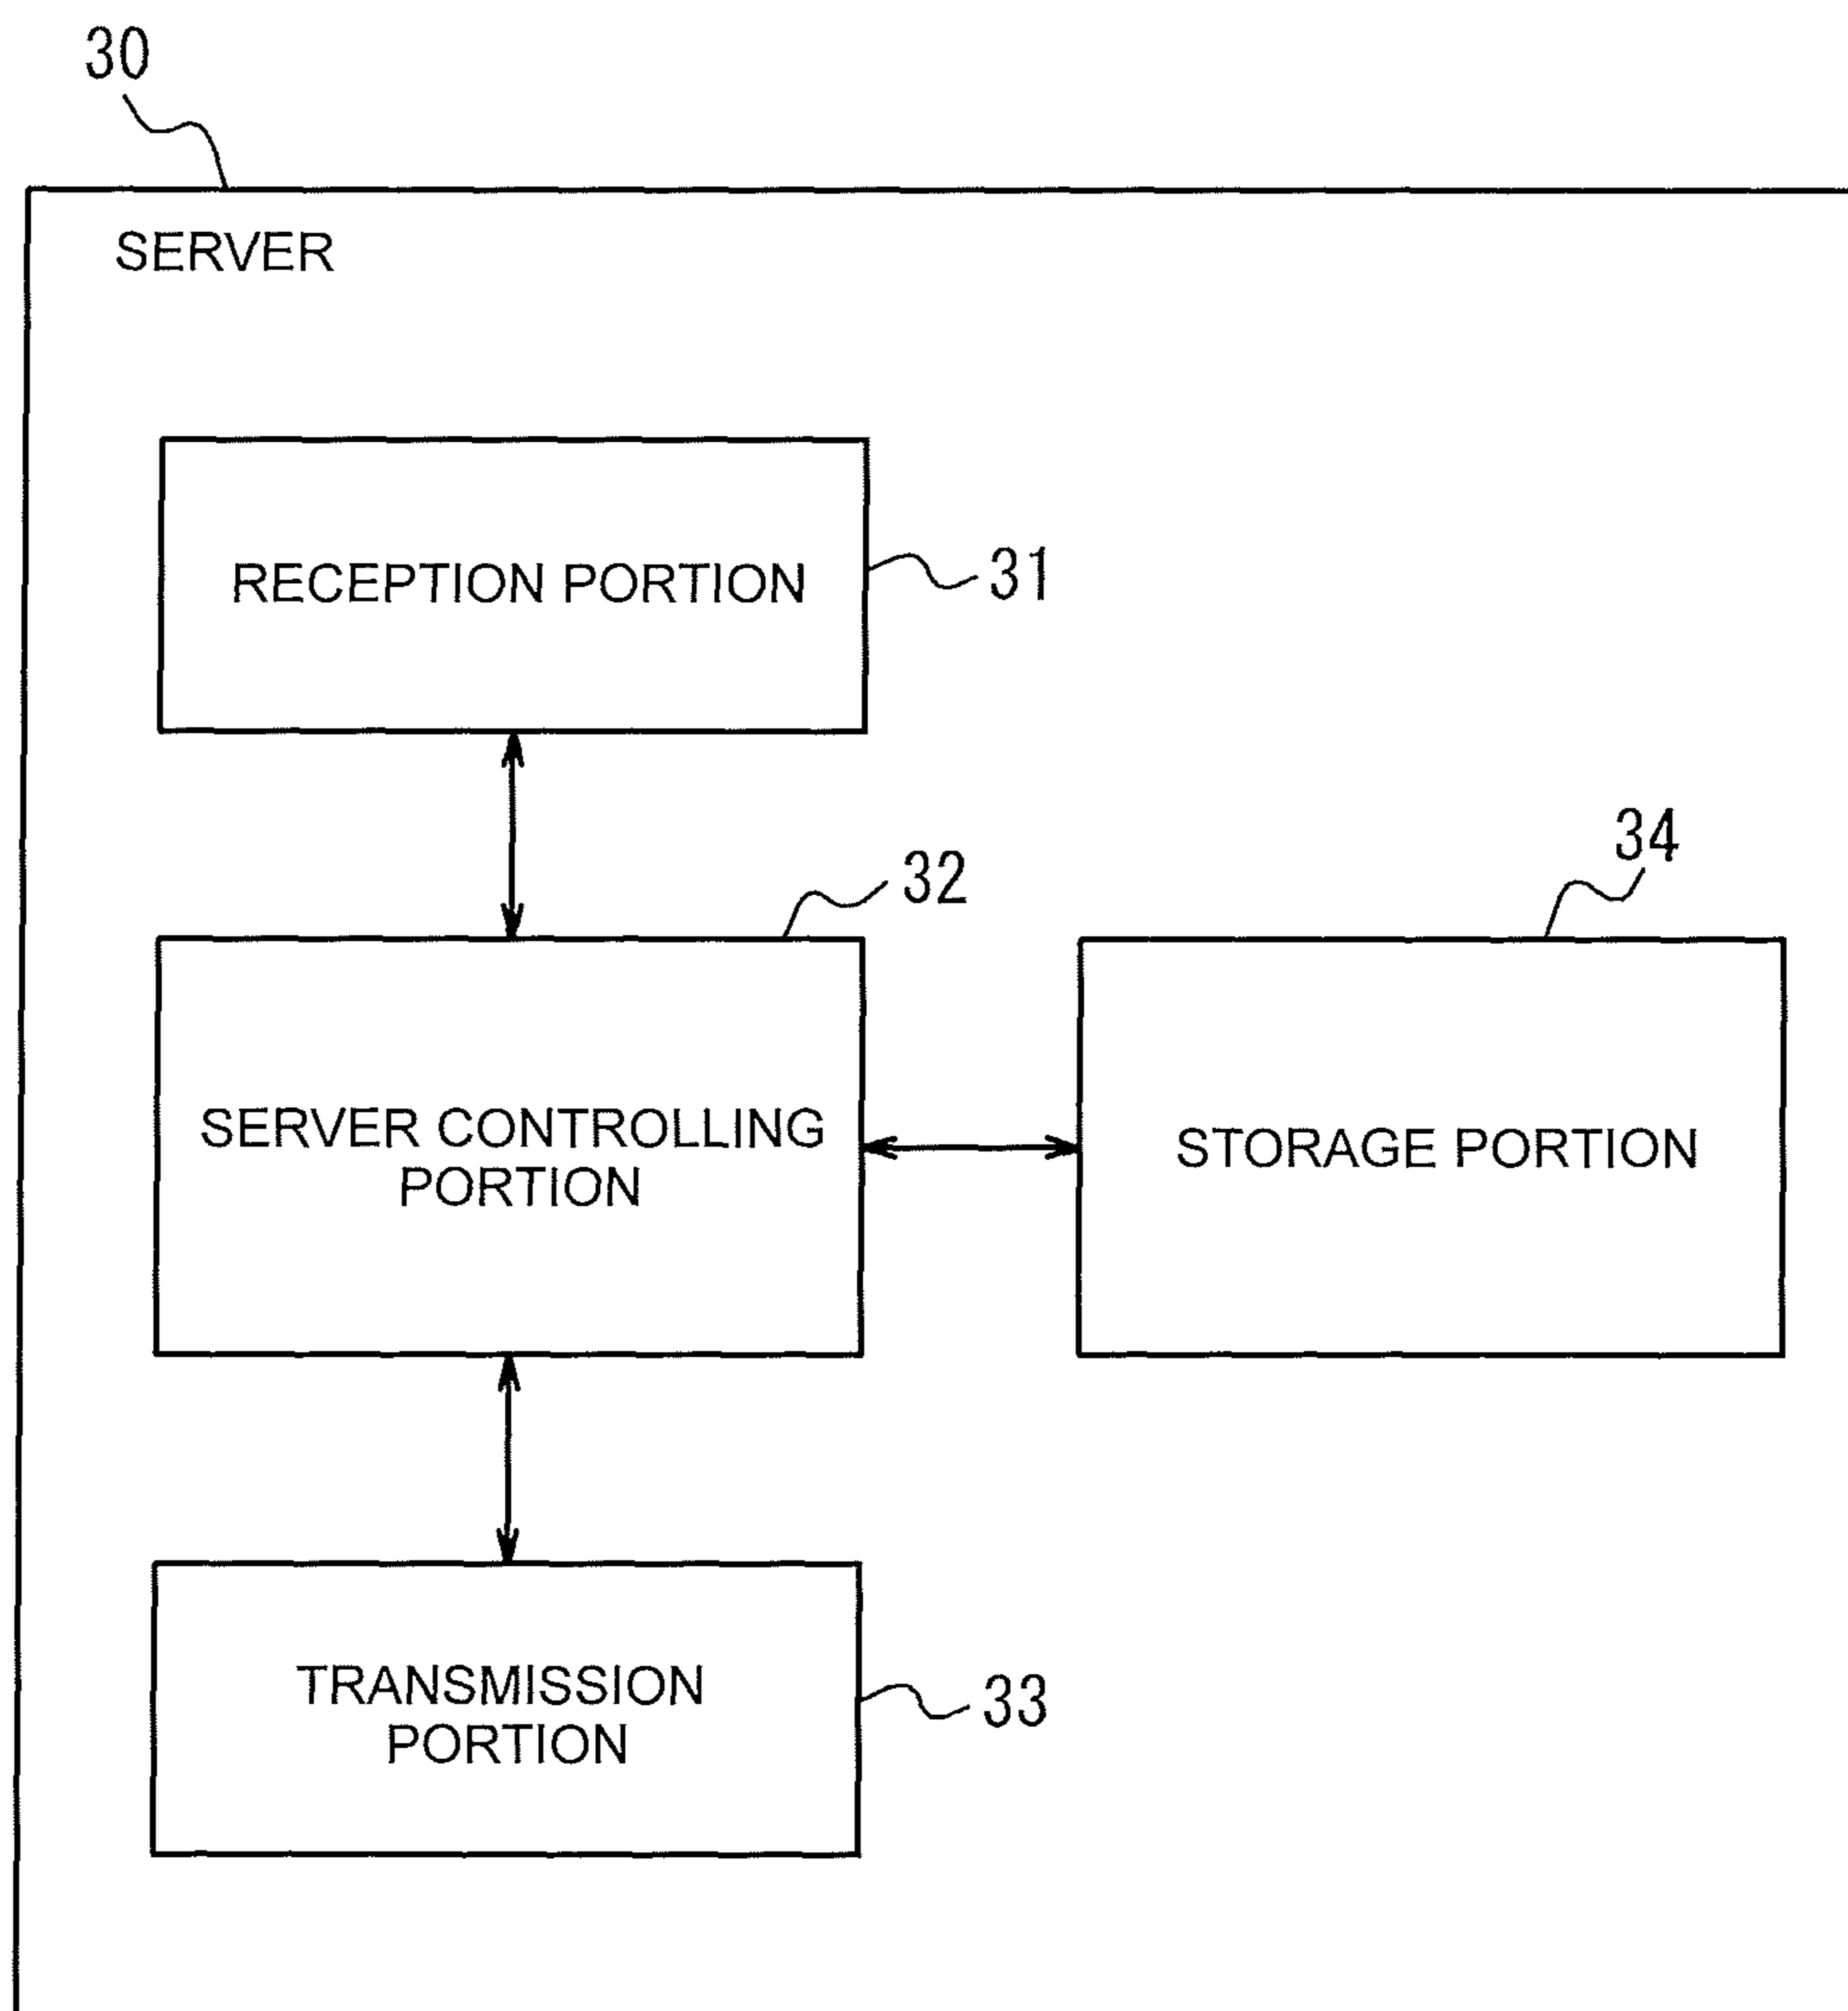 30
SERVER
RECEPTION PORTION
31
32
34
SERVER CONTROLLING
PORTION
STORAGE PORTION
TRANSMISSION
PORTION
33